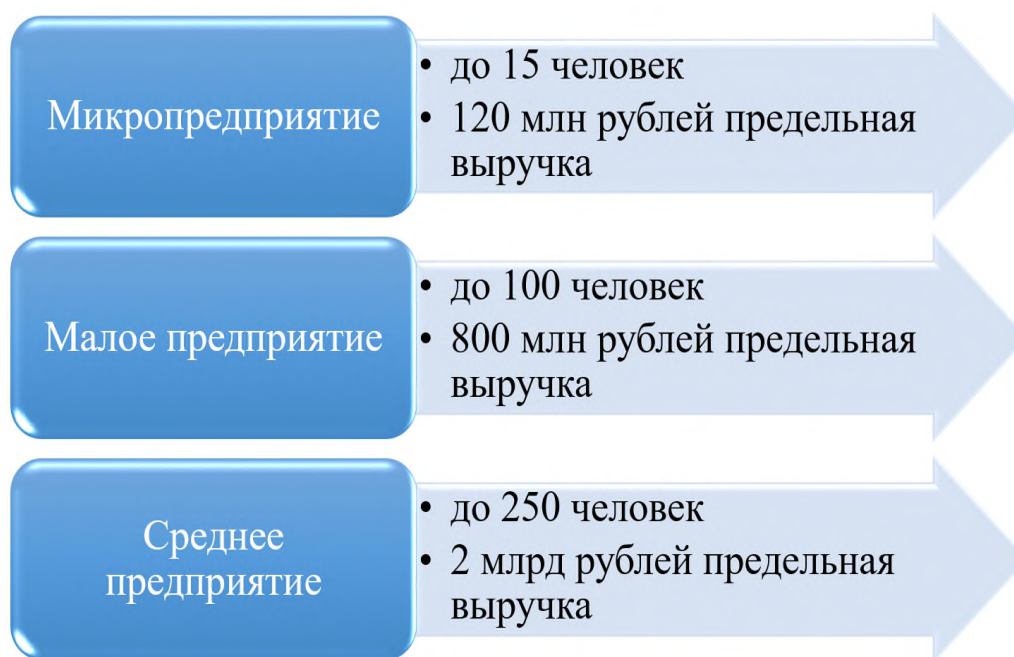 Микропредприятие
• до 15 человек
• 120 млн рублей предельная
выручка
Малое предприятие
• до 100 человек
• 800 млн рублей предельная
выручка
Среднее
предприятие
• до 250 человек
• 2 млрд рублей предельная
выручка